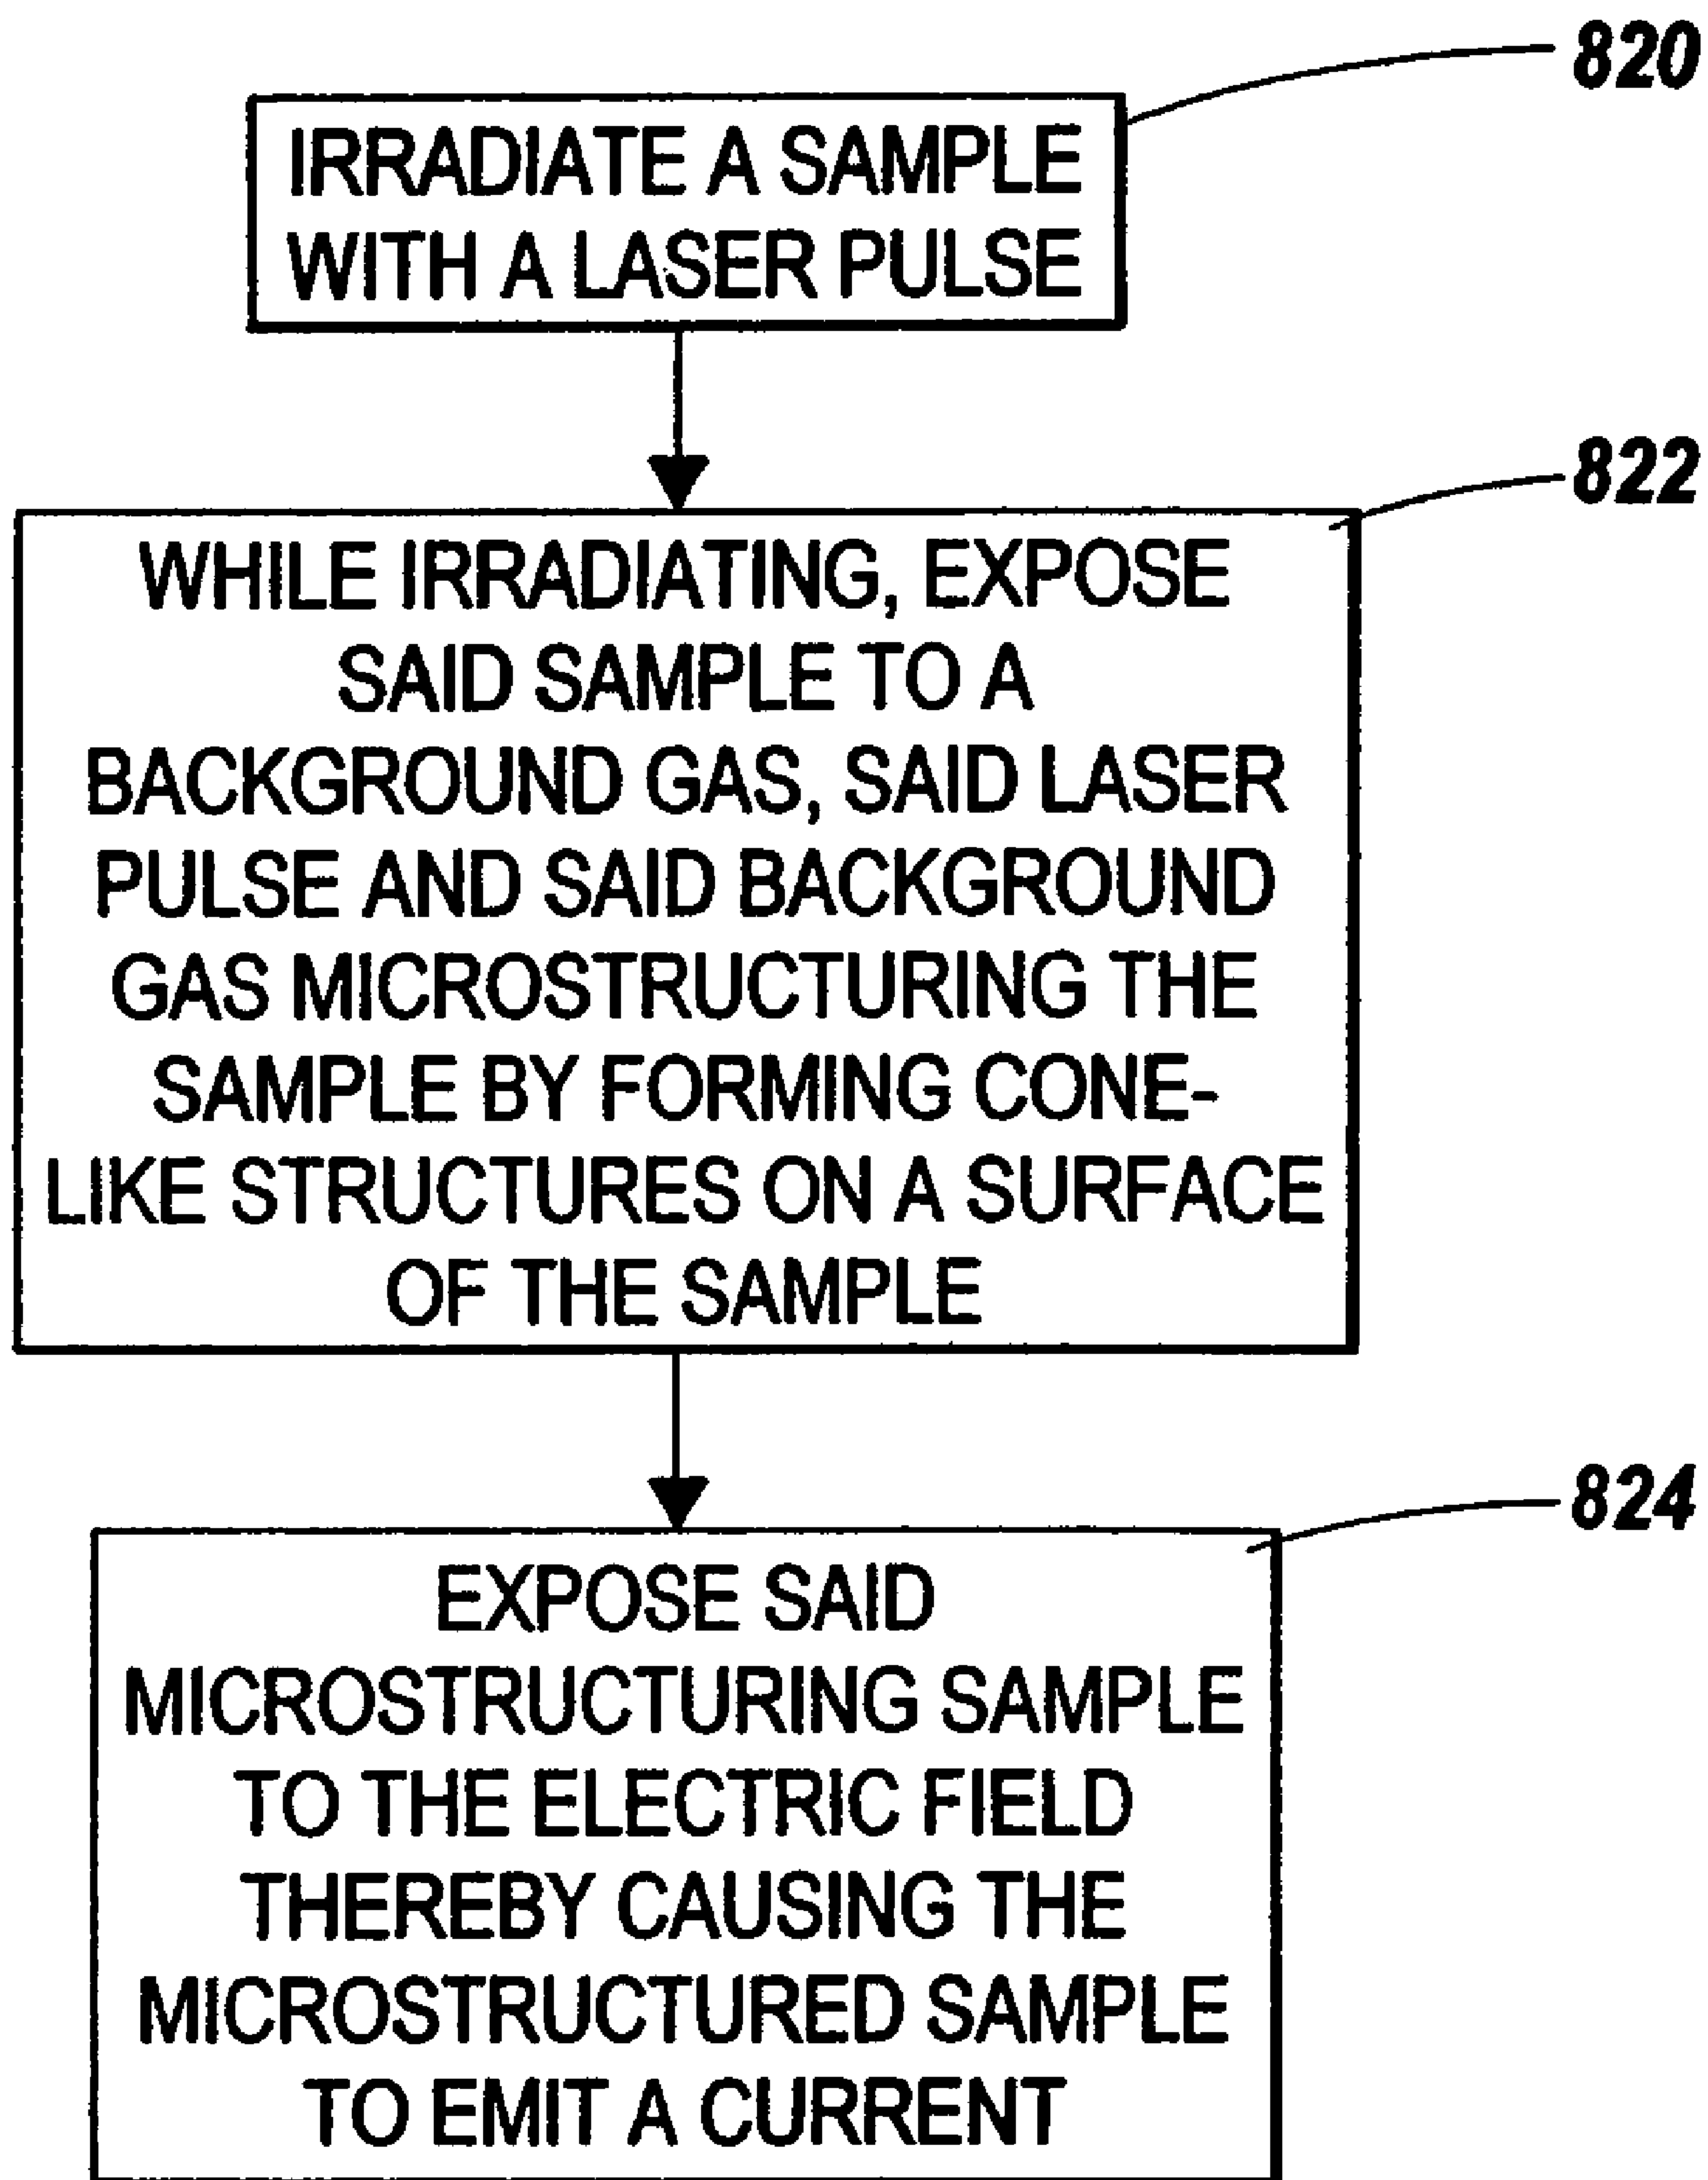 820
IRRADIATE A SAMPLE
WITH A LASER PULSE
822
WHILE IRRADIATING, EXPOSE
SAID SAMPLE TO A
BACKGROUND GAS, SAID LASER
PULSE AND SAID BACKGROUND
GAS MICROSTRUCTURING THE
SAMPLE BY FORMING CONE-
LIKE STRUCTURES ON A SURFACE
OF THE SAMPLE
824
EXPOSE SAID
MICROSTRUCTURING SAMPLE
TO THE ELECTRIC FIELD
THEREBY CAUSING THE
MICROSTRUCTURED SAMPLE
TO EMIT A CURRENT